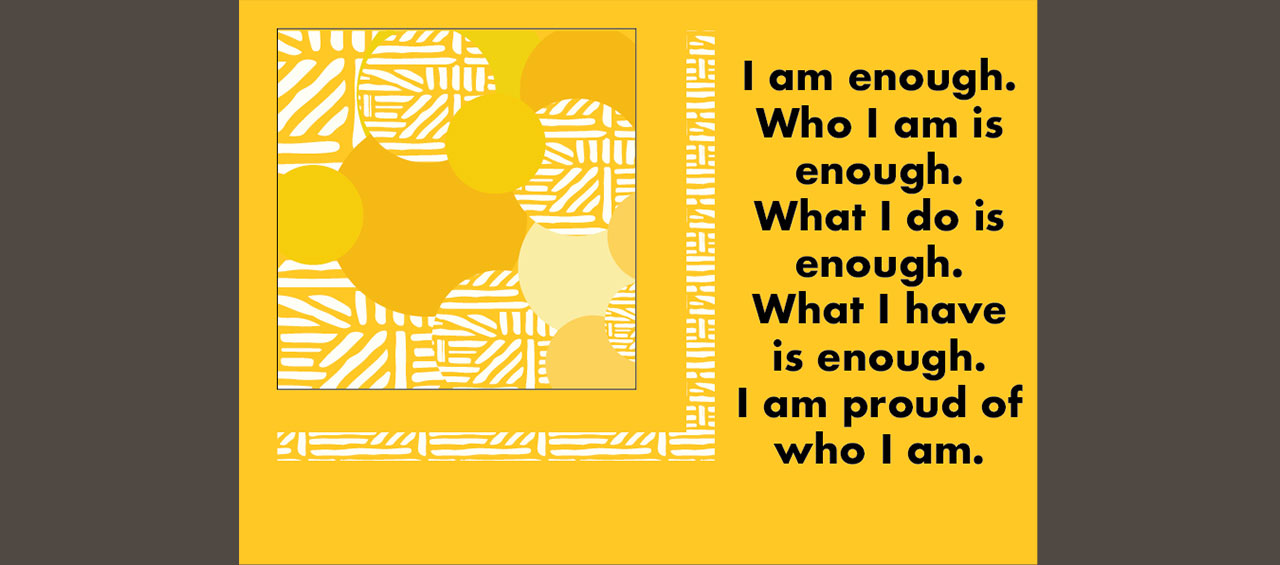 I am enough.
Who I am is
enough.
What I do is
enough.
What I have
is enough.
I am proud of
who I am.